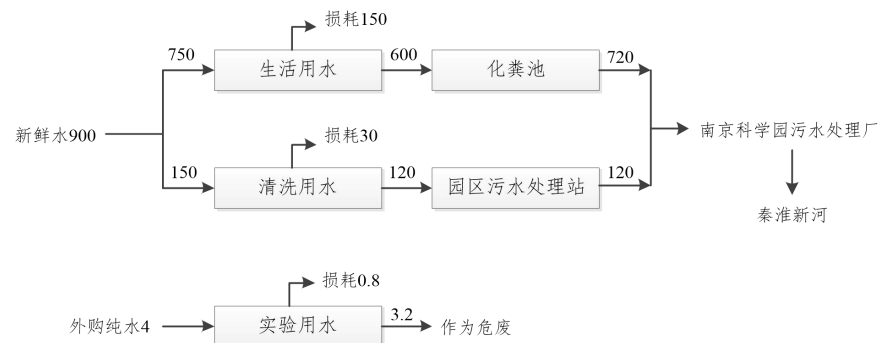 损耗150
750
生活用水
600
化粪池
720
新鲜水900
南京科学园污水处理厂
损耗30
150
清洗用水
120
园区污水处理站
120
秦淮新河
损耗0.8
外购纯水4
实验用水
3.2
作为危废